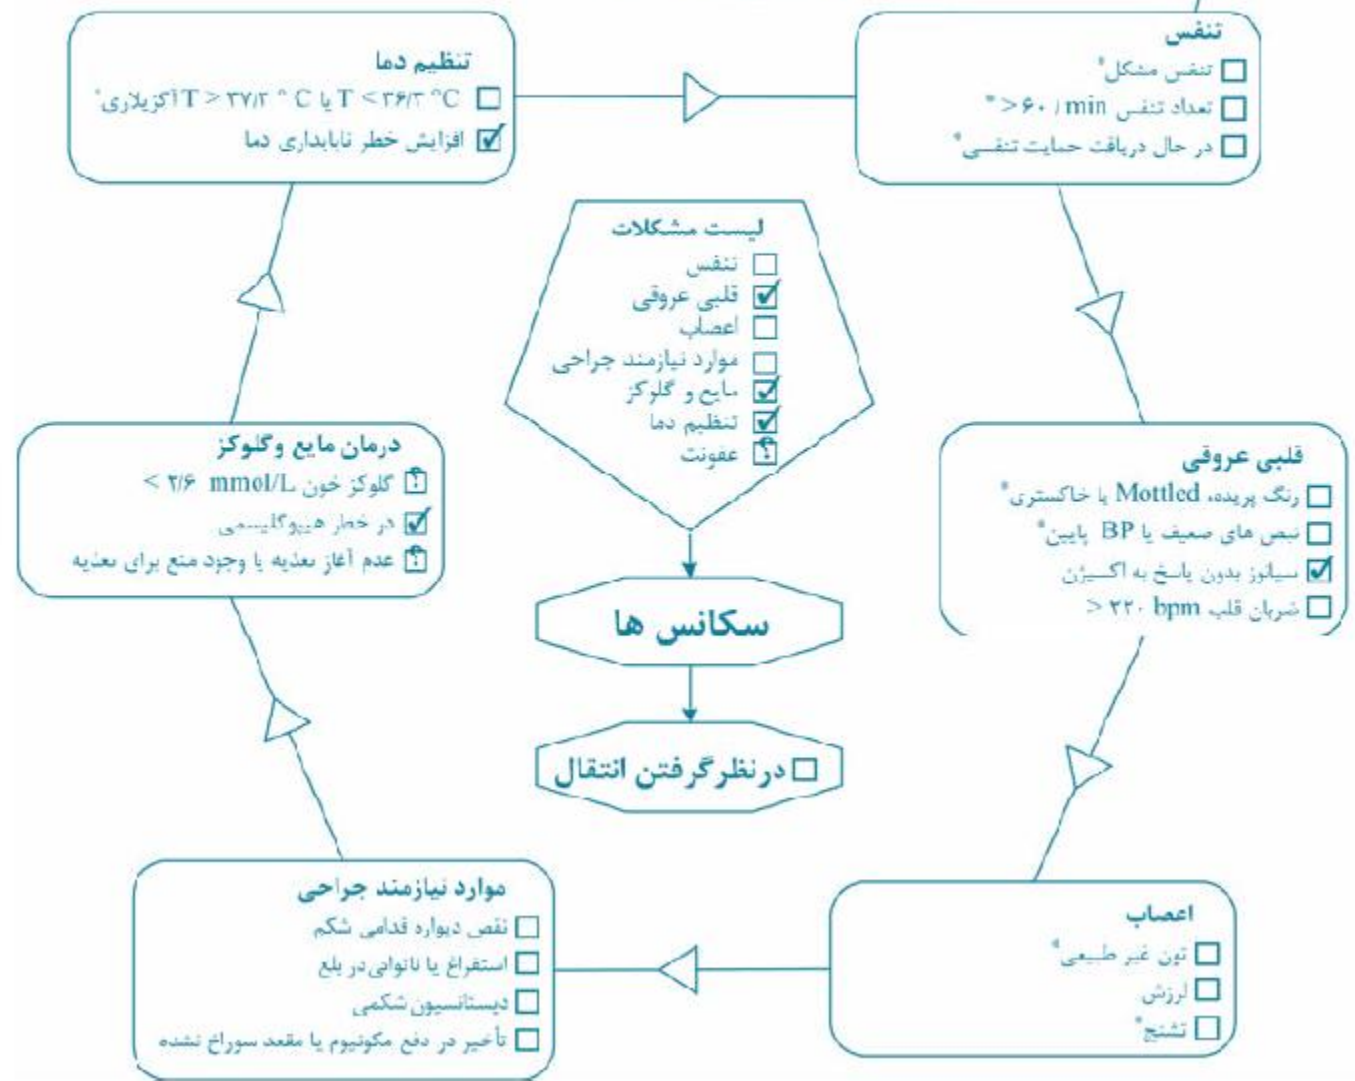 تنفس
تنفس مشکل*
تعداد تنفس ۶۰ / min < *
در حال دریافت حمایت تنفسی*
تنظیم دما
T < ۳۶/۳ °C یا T > ۳۷/۲ ° C آگزیلاری*
افزایش خطر ناپایداری دما
لیست مشکلات
تنفس
قلبی عروقی
اعصاب
موارد نیازمند جراحی
مایع و گلوکز
تنظیم دما
عفونت
قلبی عروقی
رنگ پریده، Mottled یا خاکستری*
نبض های ضعیف یا BP پایین*
سیانوز بدون پاسخ به اکسیژن
ضربان قلب ۲۲۰ bpm <
درمان مایع وگلوکز
گلوکز خون ۲/۶ mmol/L >
در خطر هیپوگلیسمی
عدم آغاز تغذیه یا وجود منع برای تغذیه
سکانس ها
درنظرگرفتن انتقال
اعصاب
تون غیر طبیعی*
لرزش
تشنج*
موارد نیازمند جراحی
نقص دیواره قدامی شکم
استفراغ یا ناتوانی در بلع
دیستانسیون شکمی
تأخیر در دفع مکونیوم یا مقعد سوراخ نشده